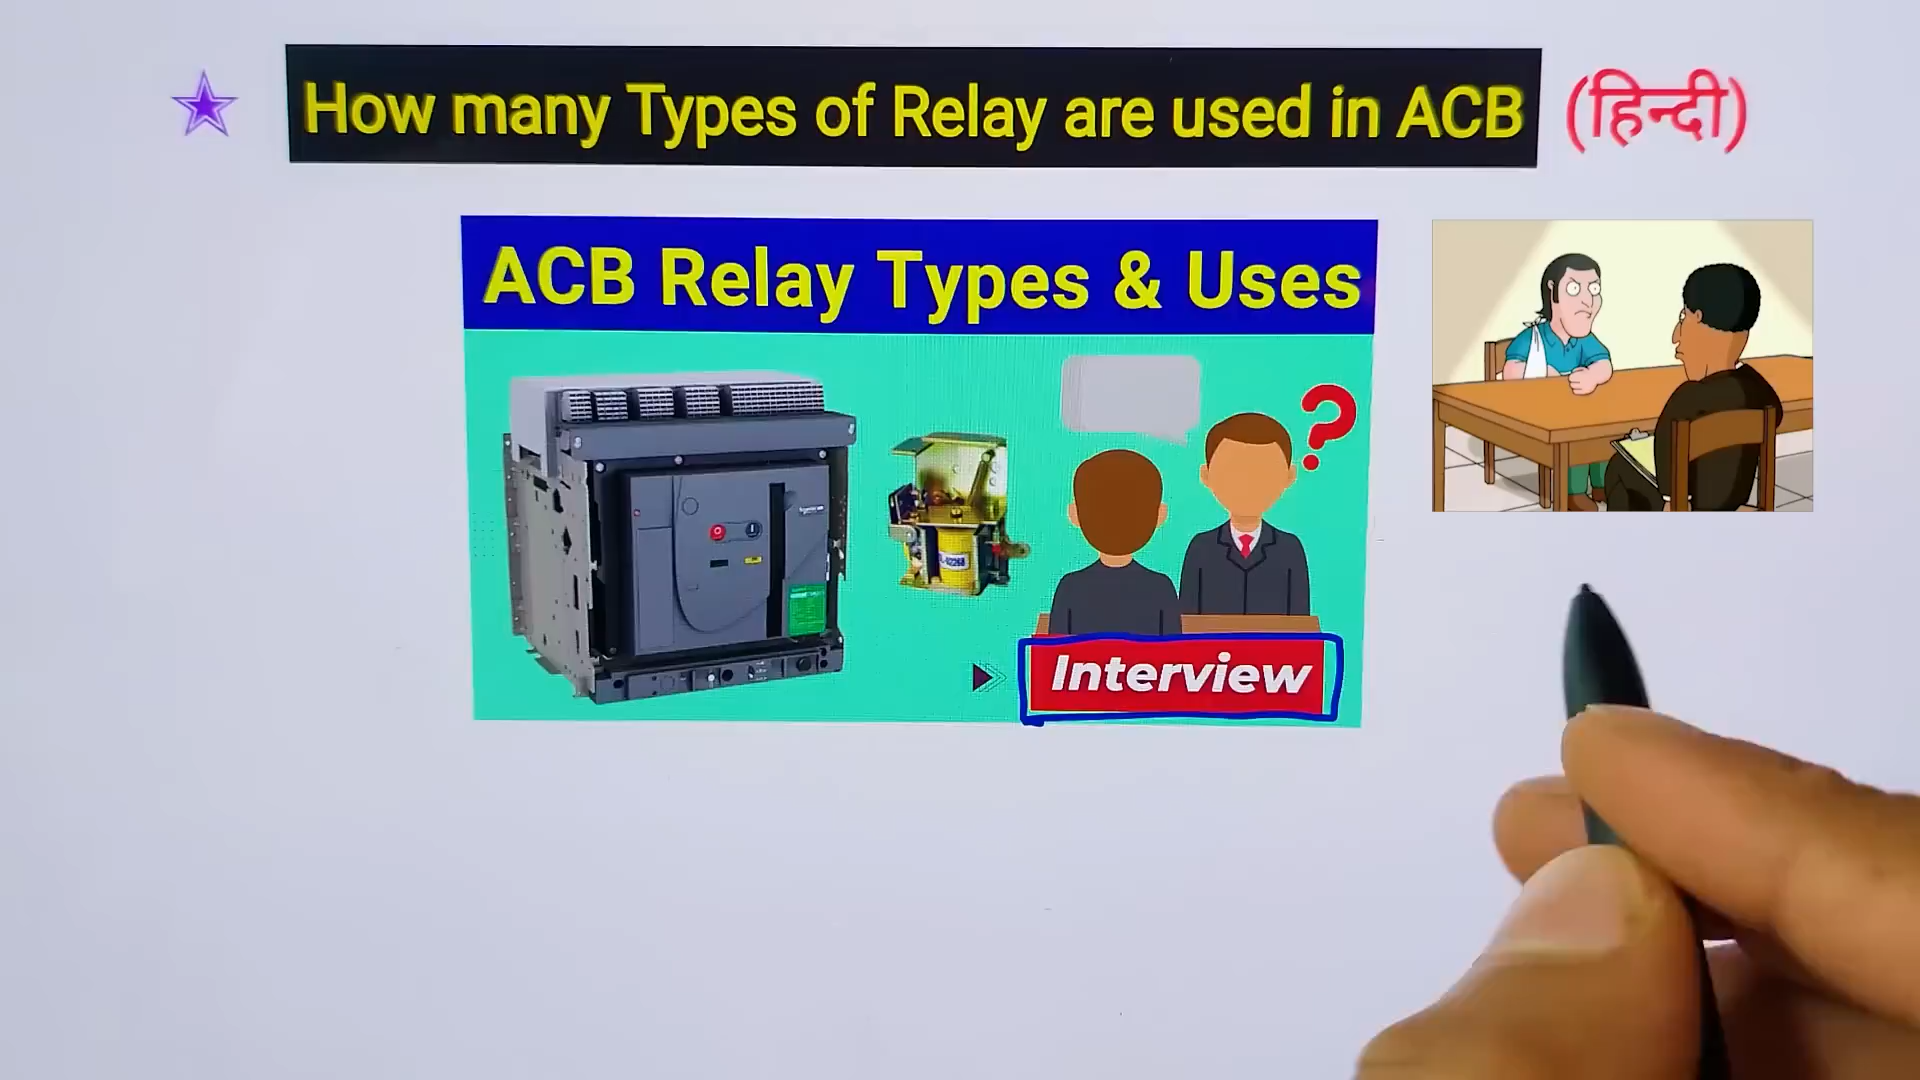 How many Types of Relay are used in ACB (हिन्दी)
ACB Relay Types & Uses
Interview